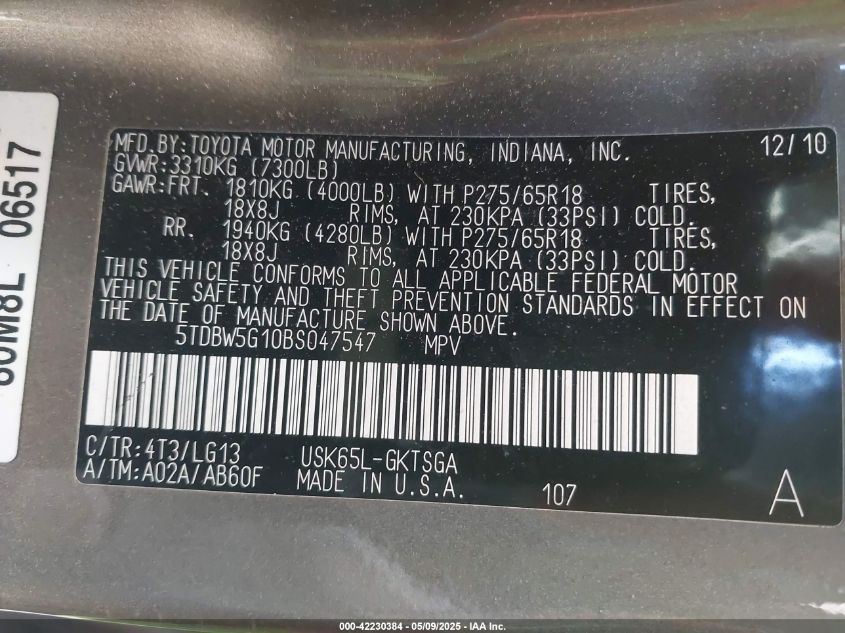 MFD. BY: TOYOTA MOTOR MANUFACTURING, INDIANA, INC. 12/10
GVWR: 3310KG (7300LB)
GAWR: FRT. 1810KG (4000LB) WITH P275/65R18 TIRES,
18X8J RIMS, AT 230KPA (33PSI) COLD.
RR. 1940KG (4280LB) WITH P275/65R18 TIRES,
18X8J RIMS, AT 230KPA (33PSI) COLD.
THIS VEHICLE CONFORMS TO ALL APPLICABLE FEDERAL MOTOR
VEHICLE SAFETY AND THEFT PREVENTION STANDARDS IN EFFECT ON
THE DATE OF MANUFACTURE SHOWN ABOVE.
5TDBW5G10BS047547 MPV
C/TR: 4T3/LG13 USK65L-GKTSGA
A/TM: A02A/AB60F MADE IN U.S.A. 107 A
06517
000-42230384 - 05/09/2025 - IAA Inc.